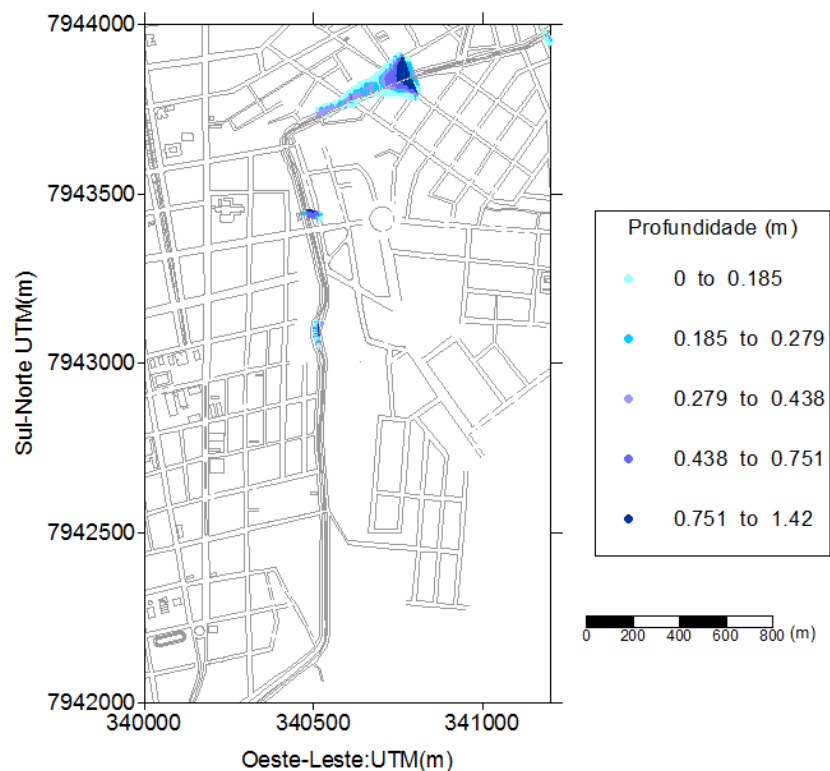 7944000
7943500
7943000
7942500
7942000
Sul-Norte UTM(m)
340000
340500
341000
Oeste-Leste:UTM(m)
Profundidade (m)
0 to 0.185
0.185 to 0.279
0.279 to 0.438
0.438 to 0.751
0.751 to 1.42
0 200 400 600 800 (m)